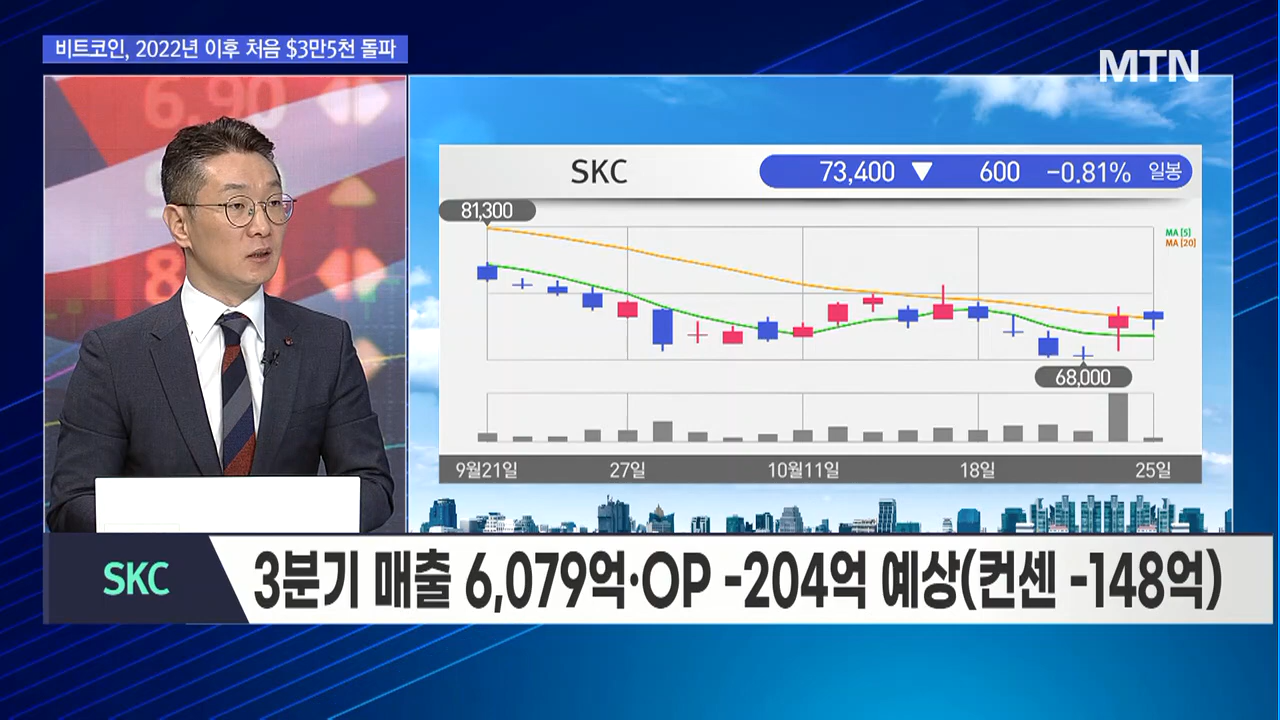 비트코인, 2022년 이후 처음 $3만5천 돌파
MTN
6.90
SKC
73,400 ▼ 600 -0.81% 일봉
81,300
MA [5]
MA [20]
68,000
9월21일 27일 10월11일 18일 25일
SKC
3분기 매출 6,079억·OP -204억 예상(컨센 -148억)